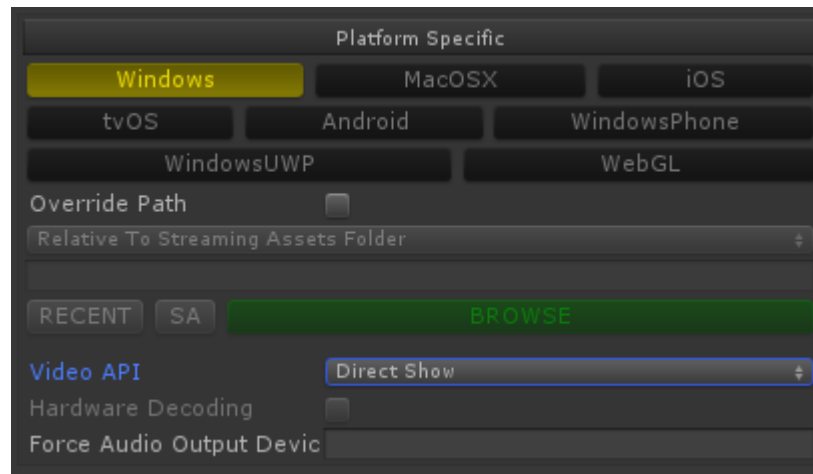 Platform Specific
Windows MacOSX iOS
tvOS Android WindowsPhone
WindowsUWP WebGL
Override Path
Relative To Streaming Assets Folder
RECENT SA BROWSE
Video API Direct Show
Hardware Decoding
Force Audio Output Devic